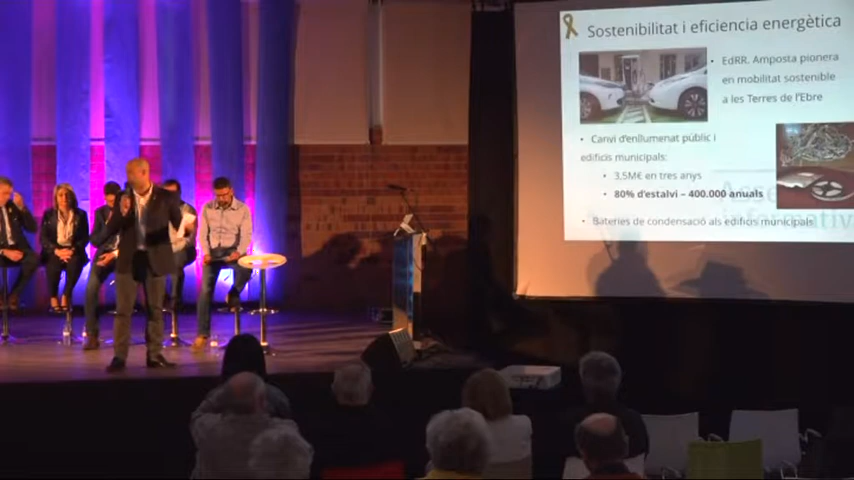 Sostenibilitat i eficiencia energètica
• EdRR. Amposta pionera
en mobilitat sostenible
a les Terres de l'Ebre
• Canvi d'enllumenat públic i
edificis municipals:
• 3,5M€ en tres anys
• 80% d'estalvi – 400.000 anuals
• Bateries de condensació als edificis municipals
informativa